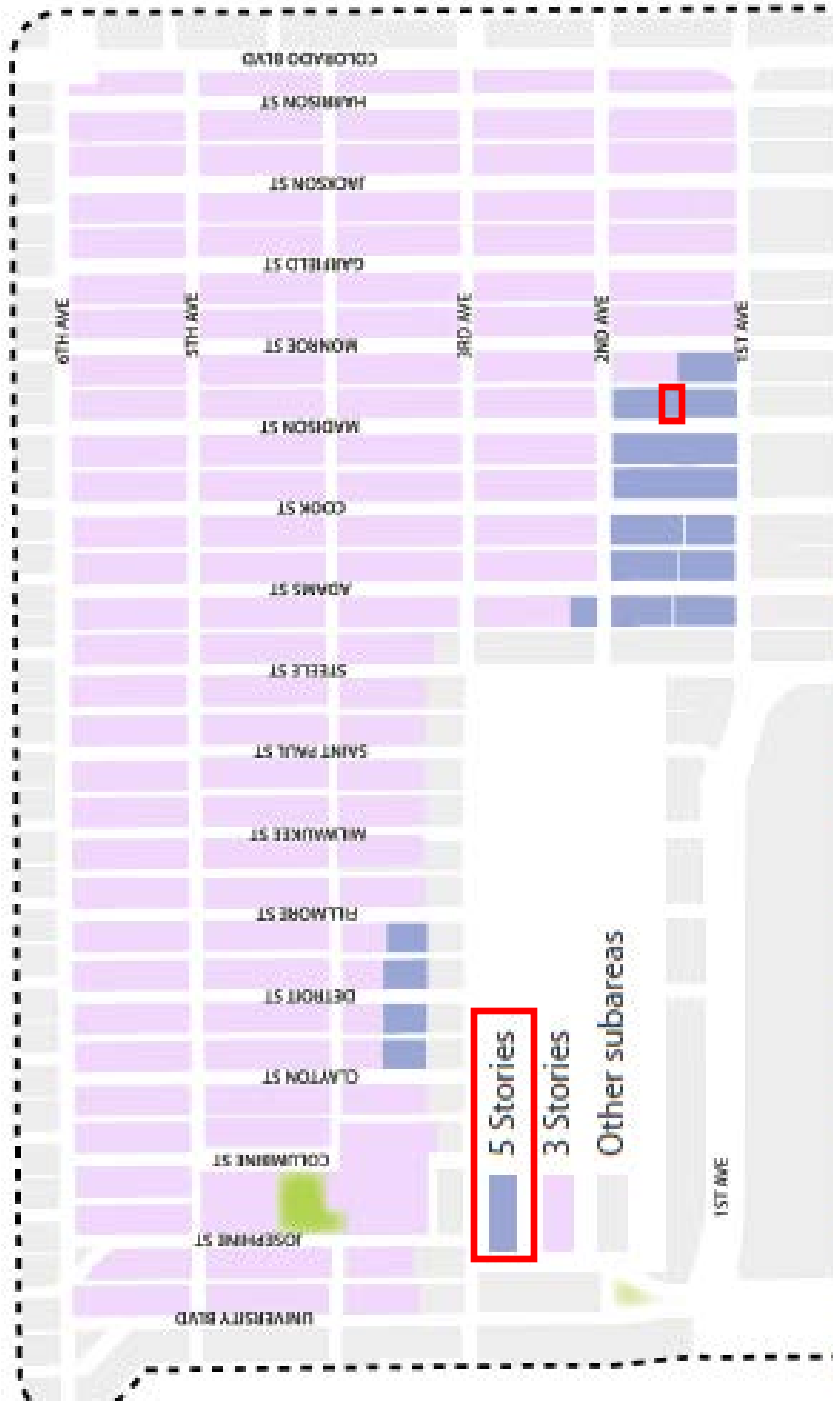 COLORADO BLVD
HARRISON ST
JACKSON ST
GARFIELD ST
6TH AVE
5TH AVE
3RD AVE
2ND AVE
1ST AVE
MONROE ST
MADISON ST
COOK ST
ADAMS ST
STEELE ST
SAINT PAUL ST
MILWAUKEE ST
FILLMORE ST
DETROIT ST
CLAYTON ST
COLUMBINE ST
JOSEPHINE ST
UNIVERSITY BLVD
1ST AVE
5 Stories
3 Stories
Other subareas